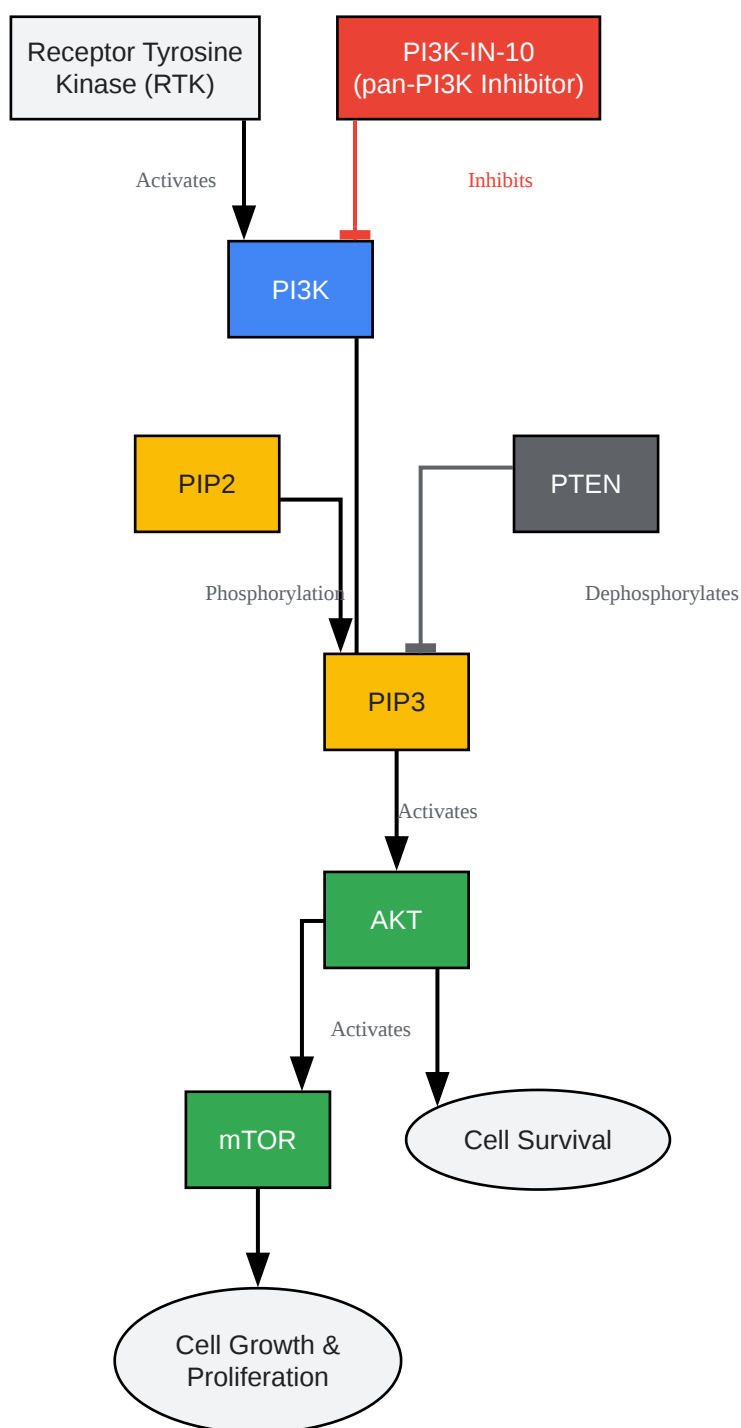 Receptor Tyrosine
Kinase (RTK)
PI3K-IN-10
(pan-PI3K Inhibitor)
Activates
Inhibits
PI3K
PIP2
PTEN
Phosphorylation
Dephosphorylates
PIP3
Activates
AKT
Activates
mTOR
Cell Survival
Cell Growth &
Proliferation